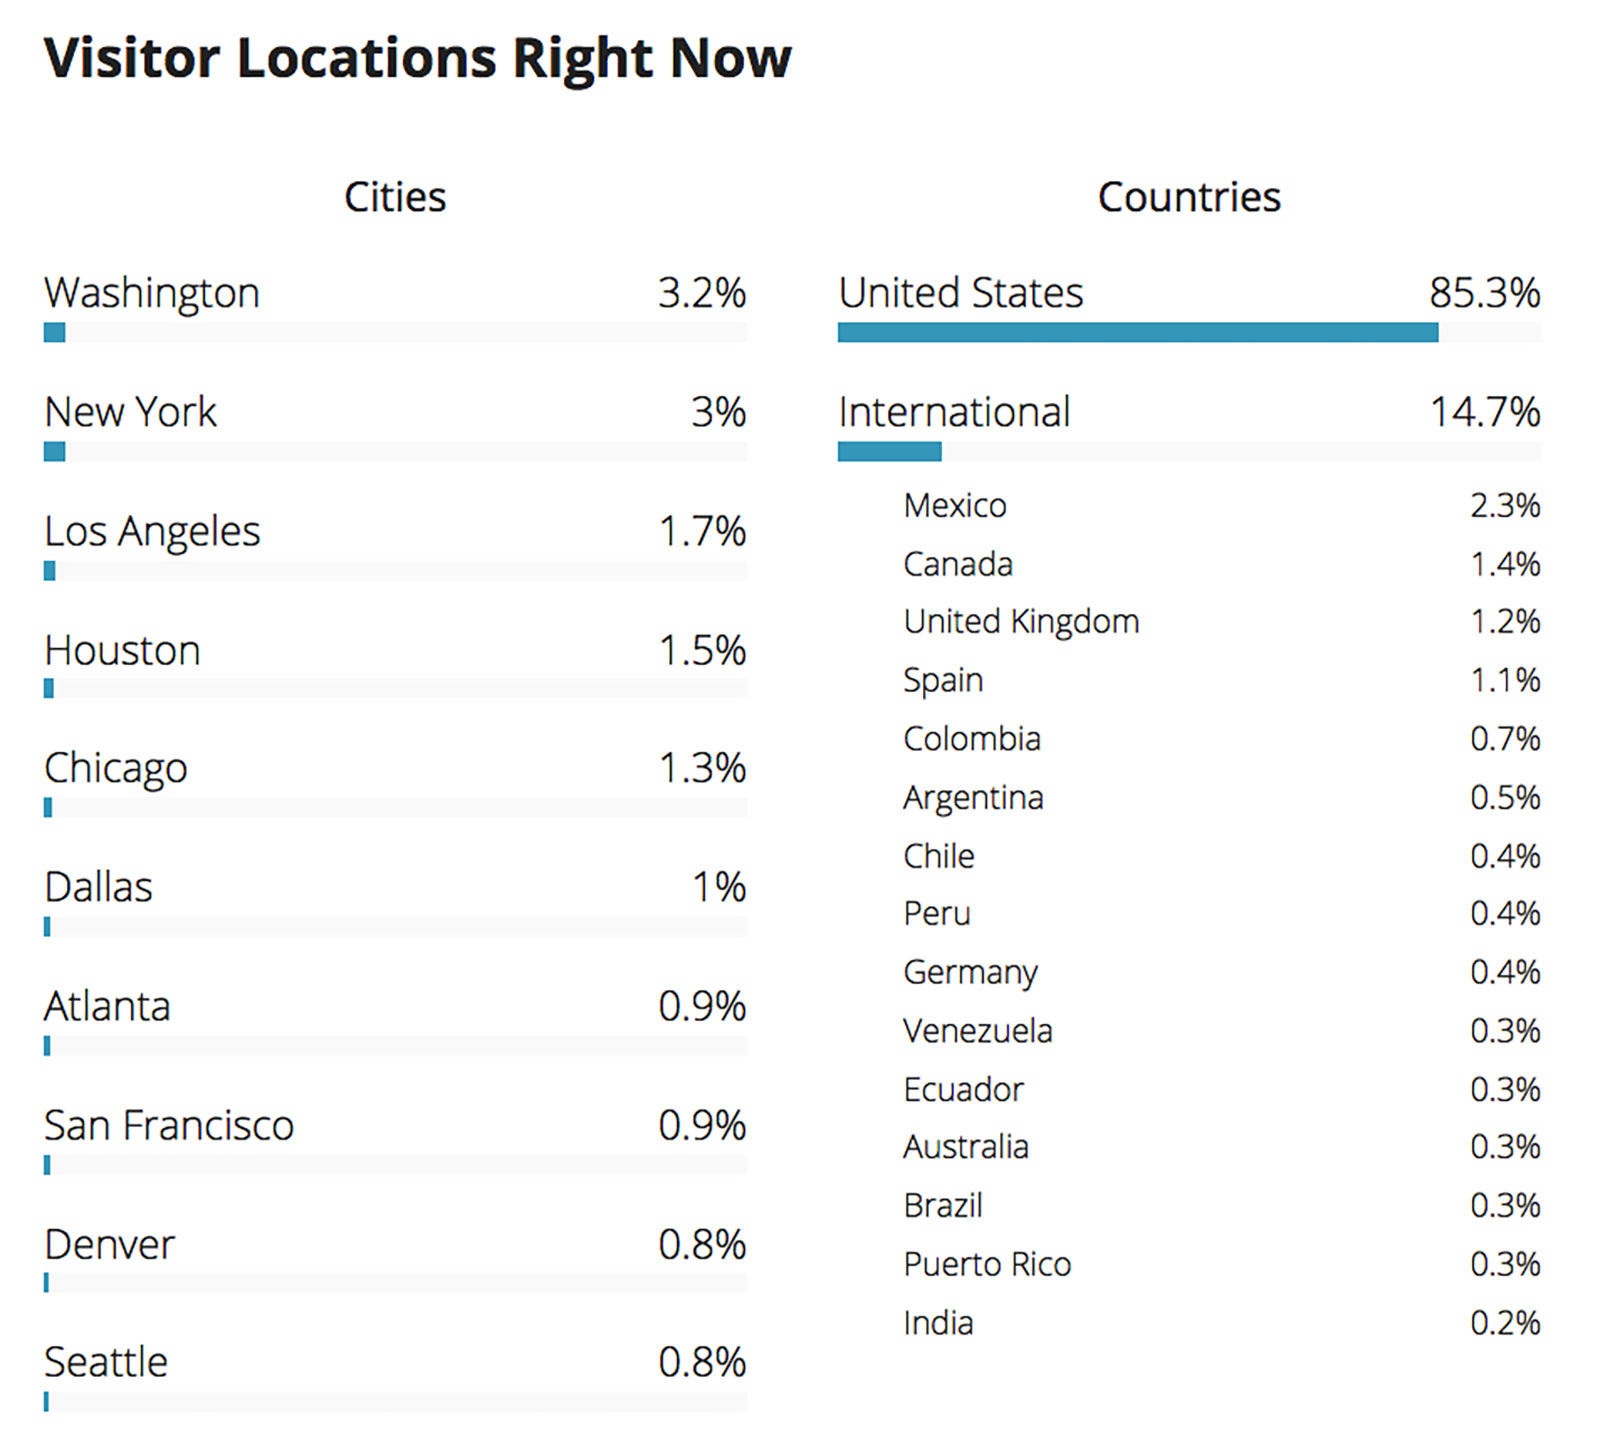 Visitor Locations Right Now
Cities
Washington 3.2%
New York 3%
Los Angeles 1.7%
Houston 1.5%
Chicago 1.3%
Dallas 1%
Atlanta 0.9%
San Francisco 0.9%
Denver 0.8%
Seattle 0.8%
Countries
United States 85.3%
International 14.7%
Mexico 2.3%
Canada 1.4%
United Kingdom 1.2%
Spain 1.1%
Colombia 0.7%
Argentina 0.5%
Chile 0.4%
Peru 0.4%
Germany 0.4%
Venezuela 0.3%
Ecuador 0.3%
Australia 0.3%
Brazil 0.3%
Puerto Rico 0.3%
India 0.2%